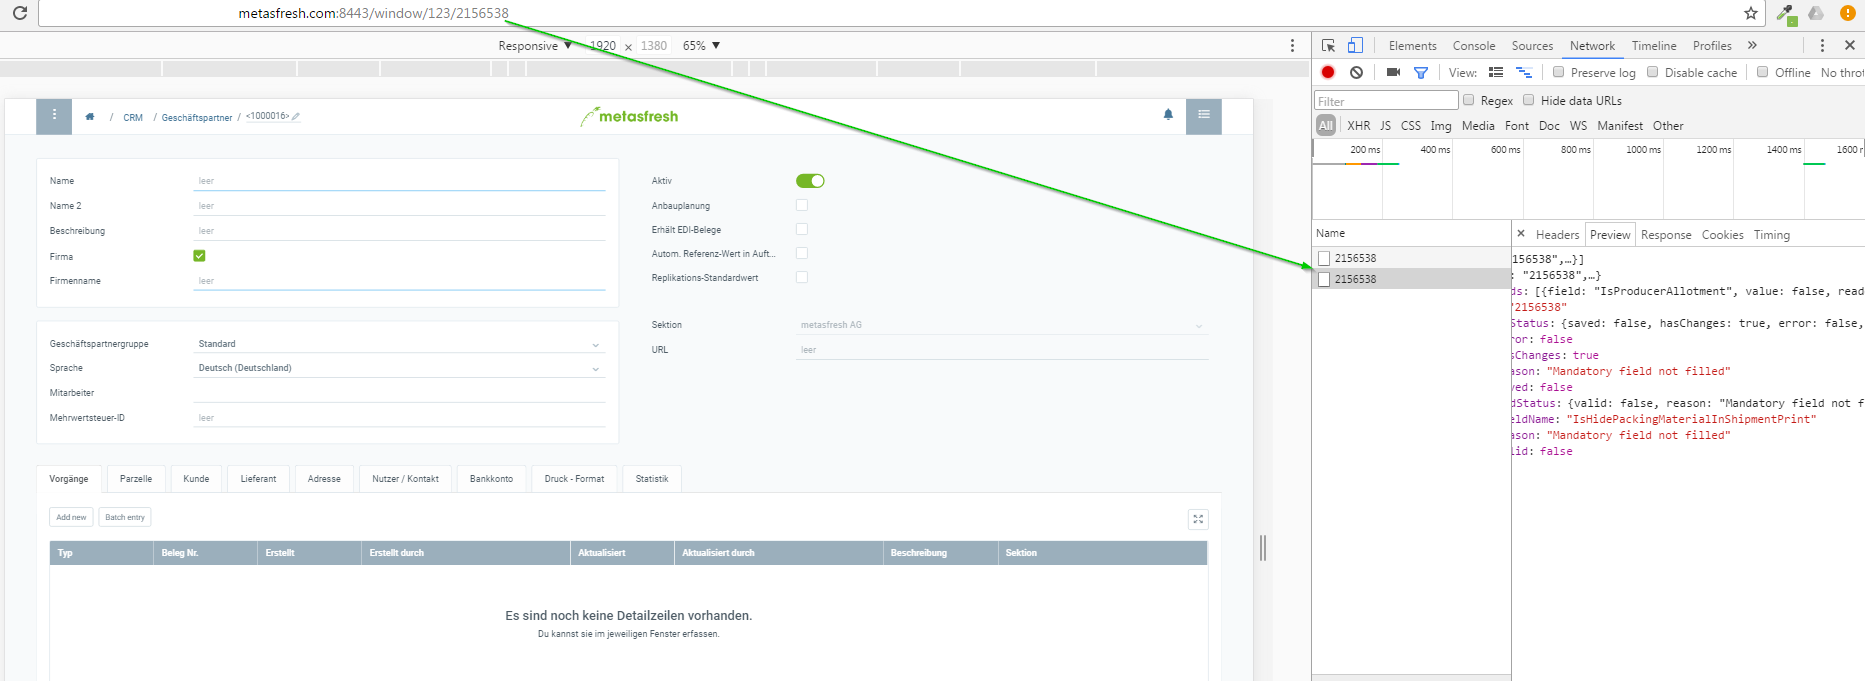 metasfresh.com:8443/window/123/2156538
Responsive ▼ 1920 × 1380 65% ▼
Elements Console Sources Network Timeline Profiles »
View: Preserve log Disable cache Offline No throt
Filter Regex Hide data URLs
All XHR JS CSS Img Media Font Doc WS Manifest Other
200 ms 400 ms 600 ms 800 ms 1000 ms 1200 ms 1400 ms 1600 r
/ CRM / Geschäftspartner / <1000016>
metasfresh
Name leer
Name 2 leer
Beschreibung leer
Firma
Firmenname leer
Aktiv
Anbauplanung
Erhält EDI-Belege
Autom. Referenz-Wert in Auft...
Replikations-Standardwert
Sektion metasfresh AG
URL leer
Geschäftspartnergruppe Standard
Sprache Deutsch (Deutschland)
Mitarbeiter
Mehrwertsteuer-ID leer
Vorgänge Parzelle Kunde Lieferant Adresse Nutzer / Kontakt Bankkonto Druck - Format Statistik
Add new Batch entry
Typ Beleg Nr. Erstellt Erstellt durch Aktualisiert Aktualisiert durch Beschreibung Sektion
Es sind noch keine Detailzeilen vorhanden.
Du kannst sie im jeweiligen Fenster erfassen.
Name
2156538
2156538
× Headers Preview Response Cookies Timing
156538",…}]
: "2156538",…}
ds: [{field: "IsProducerAllotment", value: false, read
"2156538"
Status: {saved: false, hasChanges: true, error: false,
ror: false
sChanges: true
ason: "Mandatory field not filled"
ved: false
dStatus: {valid: false, reason: "Mandatory field not f
eldName: "IsHidePackingMaterialInShipmentPrint"
ason: "Mandatory field not filled"
lid: false